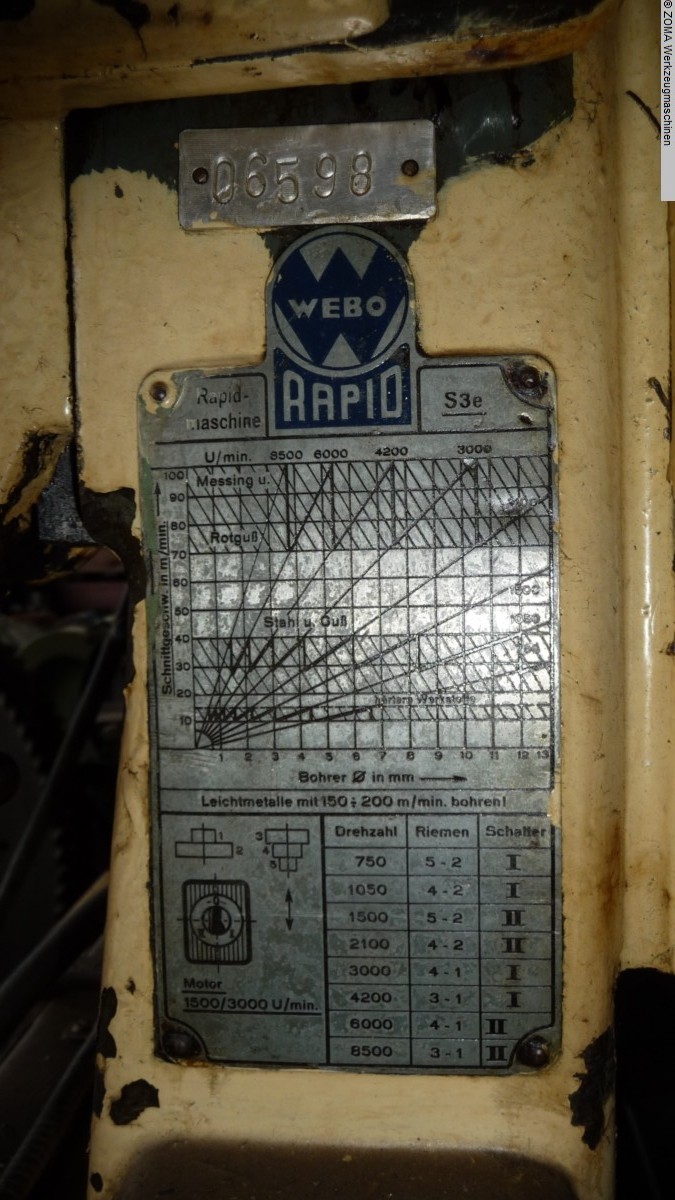 © ZOMA Werkzeugmaschinen
06598
WEBO
RAPID
Rapid-
maschine
S3e
U/min. 8500 6000 4200 3000
Messing u.
Rotguß
Stahl u. Guß
härtere Werkstoffe
1500
1050
Schnittgeschw. in m/min.
100
90
80
70
60
50
40
30
20
10
1 2 3 4 5 6 7 8 9 10 11 12 13
Bohrer Ø in mm
Leichtmetalle mit 150 ÷ 200 m/min. bohren!
1
2
3
4
5
0
L
Motor
1500/3000 U/min.
Drehzahl Riemen Schalter
750 5-2 I
1050 4-2 I
1500 5-2 II
2100 4-2 II
3000 4-1 I
4200 3-1 I
6000 4-1 II
8500 3-1 II